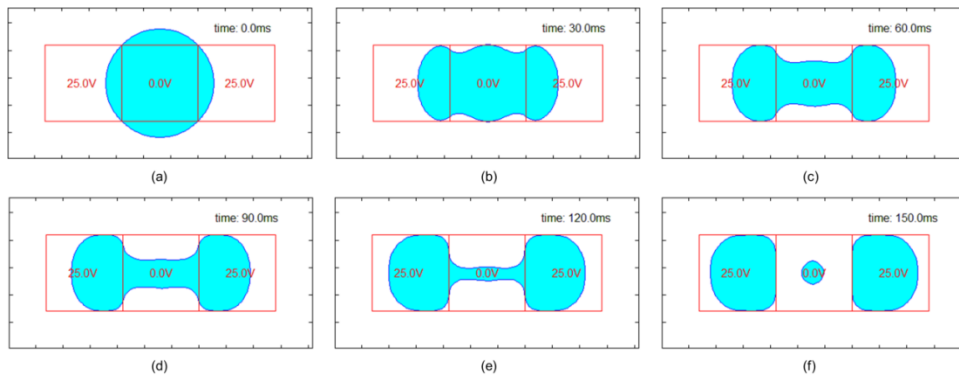 time: 0.0ms
25.0V 0.0V 25.0V
(a)
time: 30.0ms
25.0V 0.0V 25.0V
(b)
time: 60.0ms
25.0V 0.0V 25.0V
(c)
time: 90.0ms
25.0V 0.0V 25.0V
(d)
time: 120.0ms
25.0V 0.0V 25.0V
(e)
time: 150.0ms
25.0V 0.0V 25.0V
(f)